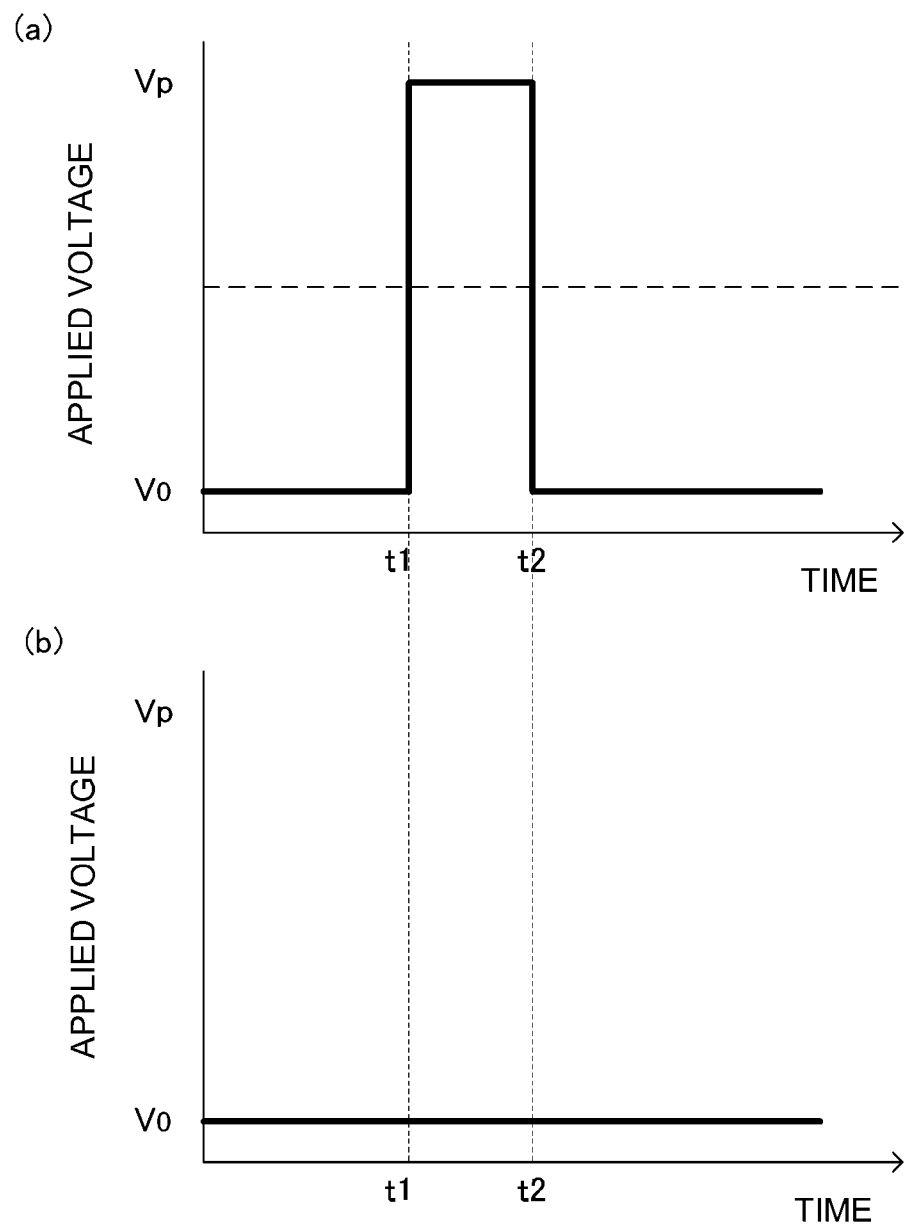 (a)
Vp
APPLIED VOLTAGE
V0
t1 t2
TIME
(b)
Vp
APPLIED VOLTAGE
V0
t1 t2
TIME